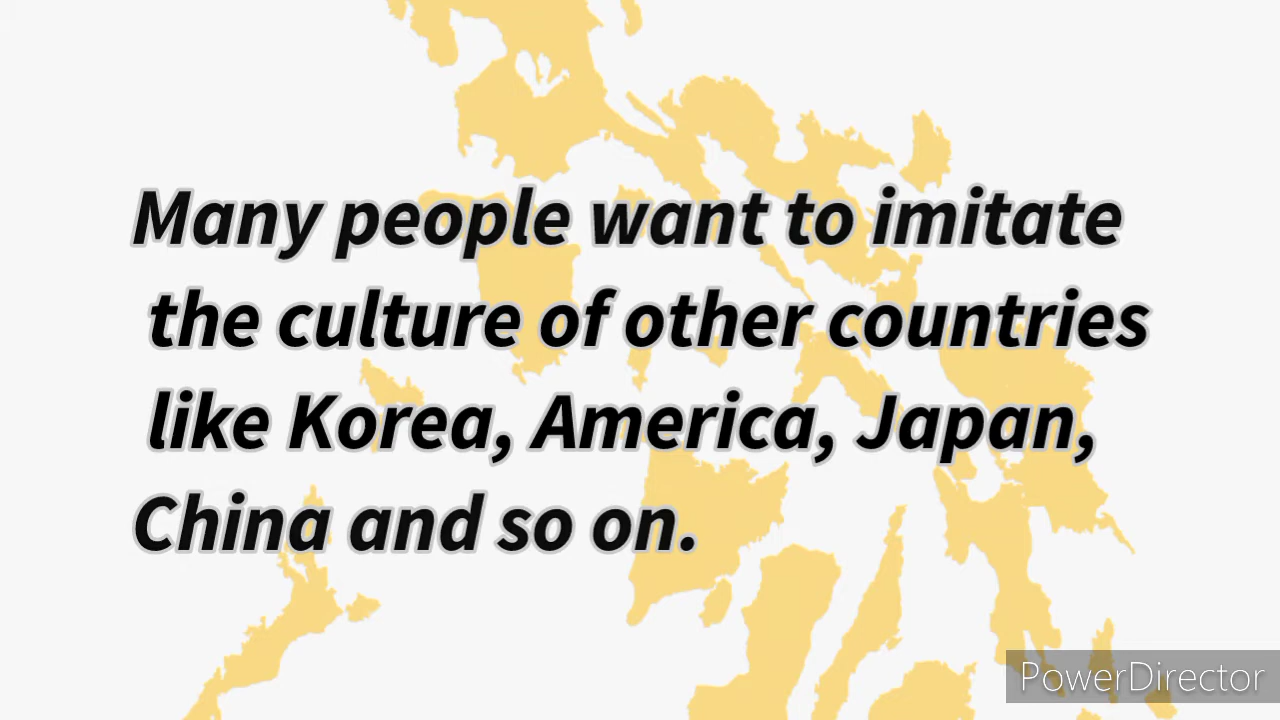 Many people want to imitate
the culture of other countries
like Korea, America, Japan,
China and so on.
PowerDirector